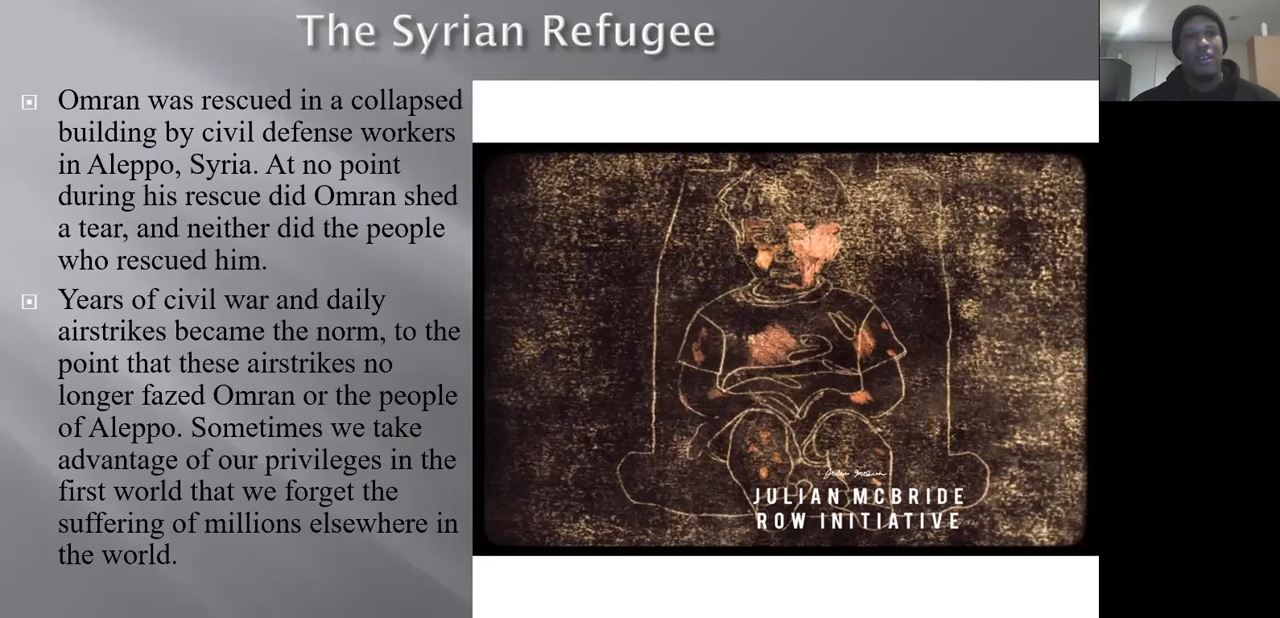 The Syrian Refugee
Omran was rescued in a collapsed
building by civil defense workers
in Aleppo, Syria. At no point
during his rescue did Omran shed
a tear, and neither did the people
who rescued him.
Years of civil war and daily
airstrikes became the norm, to the
point that these airstrikes no
longer fazed Omran or the people
of Aleppo. Sometimes we take
advantage of our privileges in the
first world that we forget the
suffering of millions elsewhere in
the world.
JULIAN MCBRIDE
ROW INITIATIVE